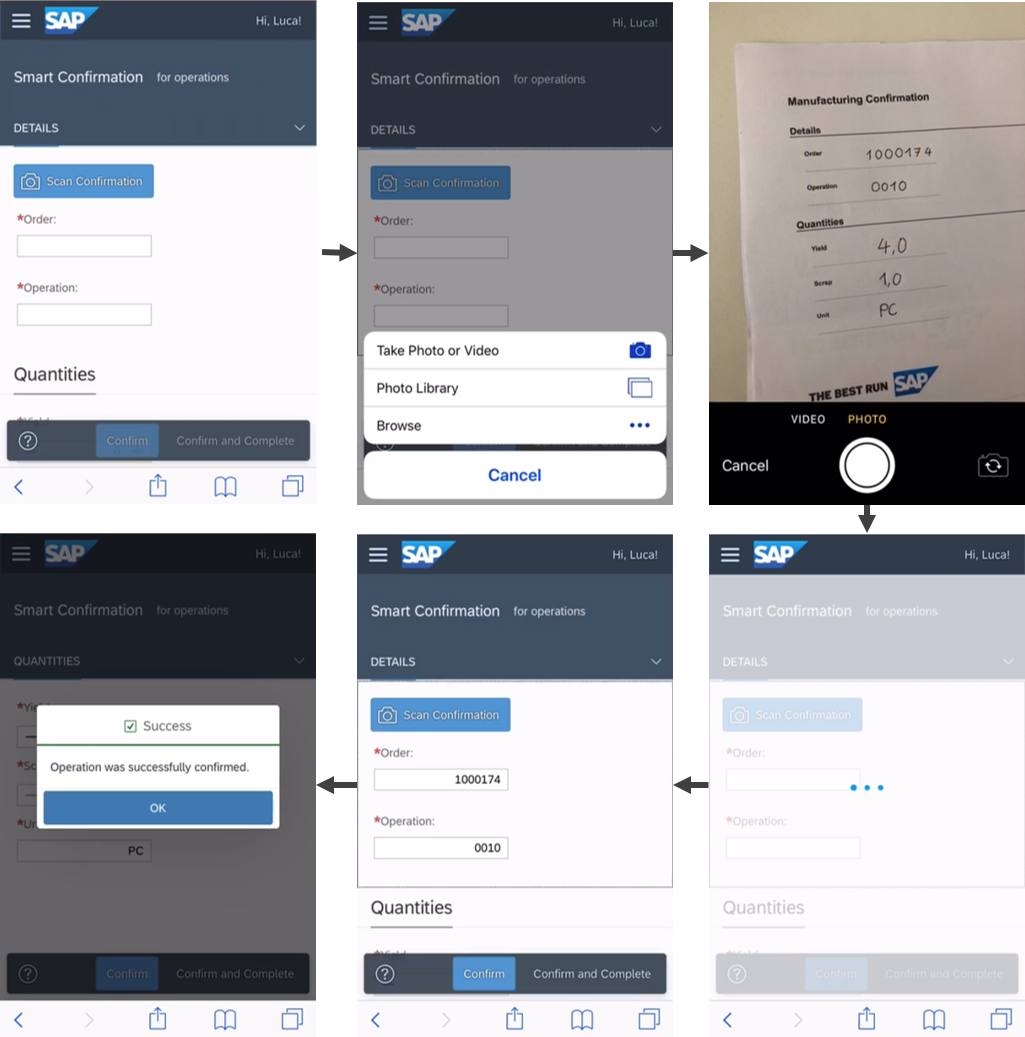 SAP
Hi, Luca!
Smart Confirmation for operations
DETAILS
Scan Confirmation
*Order:
*Operation:
Quantities
*Yield:
? Confirm Confirm and Complete
SAP
Hi, Luca!
Smart Confirmation for operations
DETAILS
Scan Confirmation
*Order:
*Operation:
Take Photo or Video
Photo Library
Browse
Cancel
Manufacturing Confirmation
Details
Order 1000174
Operation 0010
Quantities
Yield 4,0
Scrap 1,0
Unit PC
THE BEST RUN SAP
VIDEO PHOTO
Cancel
SAP
Hi, Luca!
Smart Confirmation for operations
DETAILS
Scan Confirmation
*Order:
*Operation:
Quantities
*Yield:
? Confirm Confirm and Complete
SAP
Hi, Luca!
Smart Confirmation for operations
DETAILS
Scan Confirmation
*Order:
1000174
*Operation:
0010
Quantities
*Yield:
? Confirm Confirm and Complete
SAP
Hi, Luca!
Smart Confirmation for operations
QUANTITIES
*Yie
Success
Operation was successfully confirmed.
*Sc
OK
*Un
PC
? Confirm Confirm and Complete